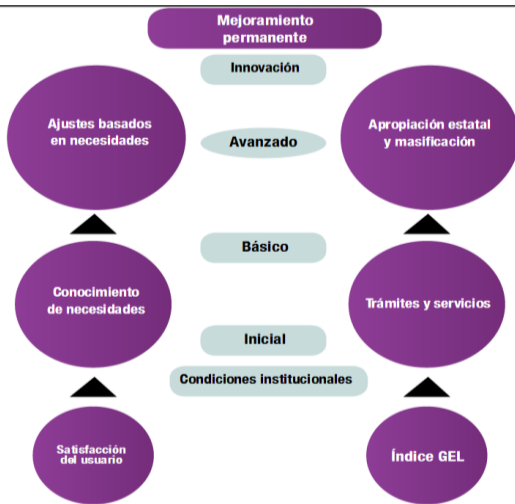 Mejoramiento
permanente
Innovación
Ajustes basados
en necesidades
Avanzado
Apropiación estatal
y masificación
Básico
Conocimiento
de necesidades
Trámites y servicios
Inicial
Condiciones institucionales
Satisfacción
del usuario
Índice GEL